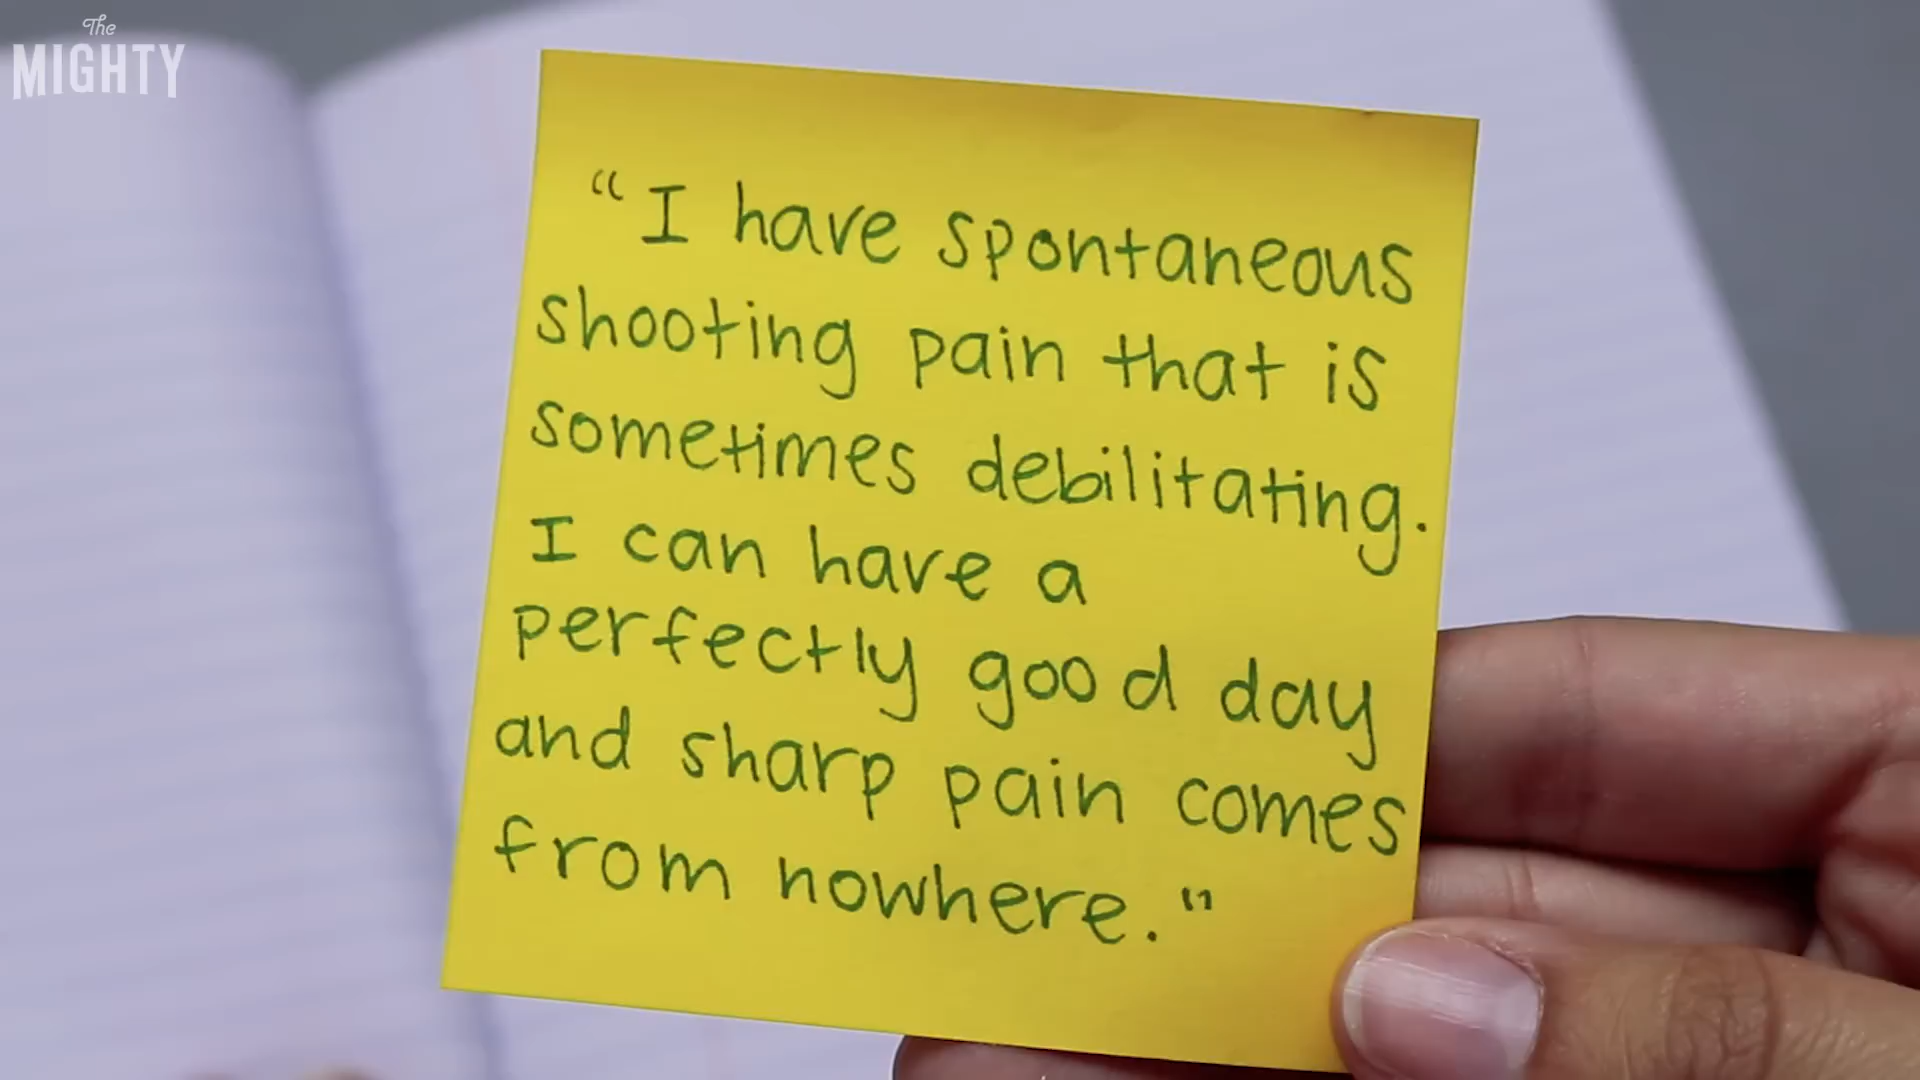 The
MIGHTY
“I have spontaneous
shooting pain that is
sometimes debilitating.
I can have a
perfectly good day
and sharp pain comes
from nowhere."